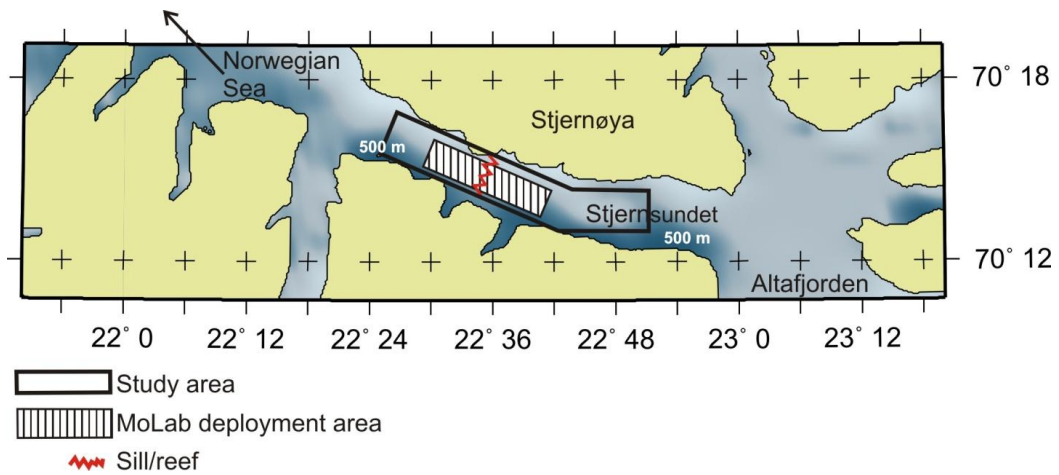 Norwegian
Sea
70° 18
Stjernøya
500 m
Stjernsundet
500 m
70° 12
Altafjorden
22° 0
22° 12
22° 24
22° 36
22° 48
23° 0
23° 12
Study area
MoLab deployment area
Sill/reef